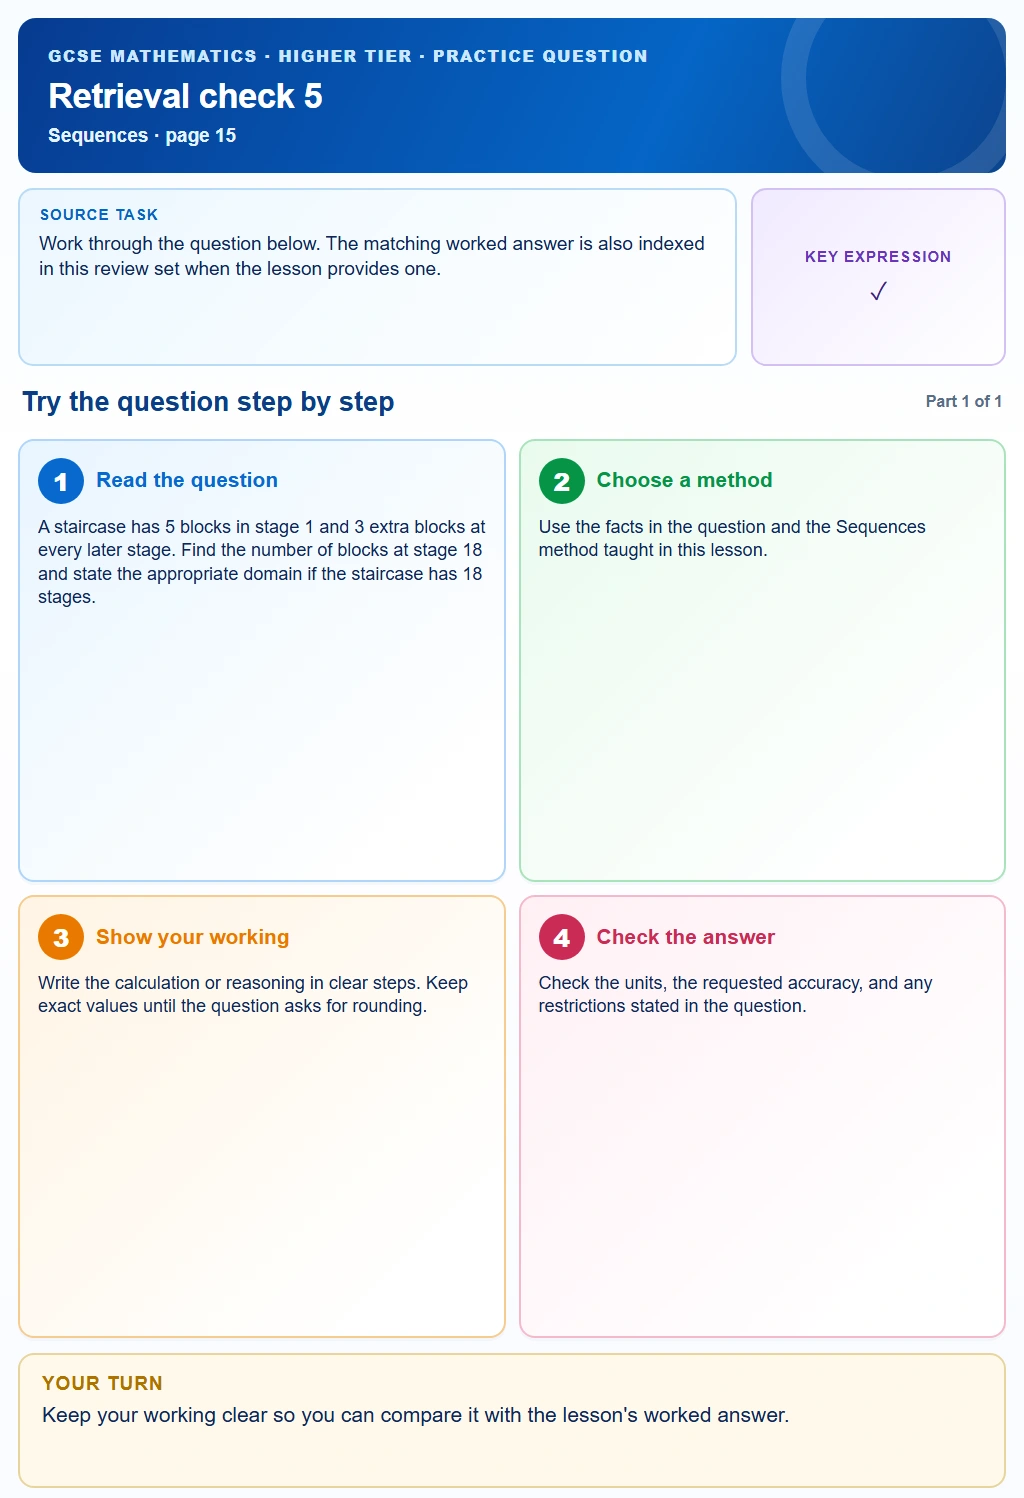 GCSE MATHEMATICS · HIGHER TIER · PRACTICE QUESTION
Retrieval check 5
Sequences · page 15
SOURCE TASK
Work through the question below. The matching worked answer is also indexed
in this review set when the lesson provides one.
KEY EXPRESSION
✓
Try the question step by step
Part 1 of 1
1 Read the question
A staircase has 5 blocks in stage 1 and 3 extra blocks at
every later stage. Find the number of blocks at stage 18
and state the appropriate domain if the staircase has 18
stages.
2 Choose a method
Use the facts in the question and the Sequences
method taught in this lesson.
3 Show your working
Write the calculation or reasoning in clear steps. Keep
exact values until the question asks for rounding.
4 Check the answer
Check the units, the requested accuracy, and any
restrictions stated in the question.
YOUR TURN
Keep your working clear so you can compare it with the lesson's worked answer.